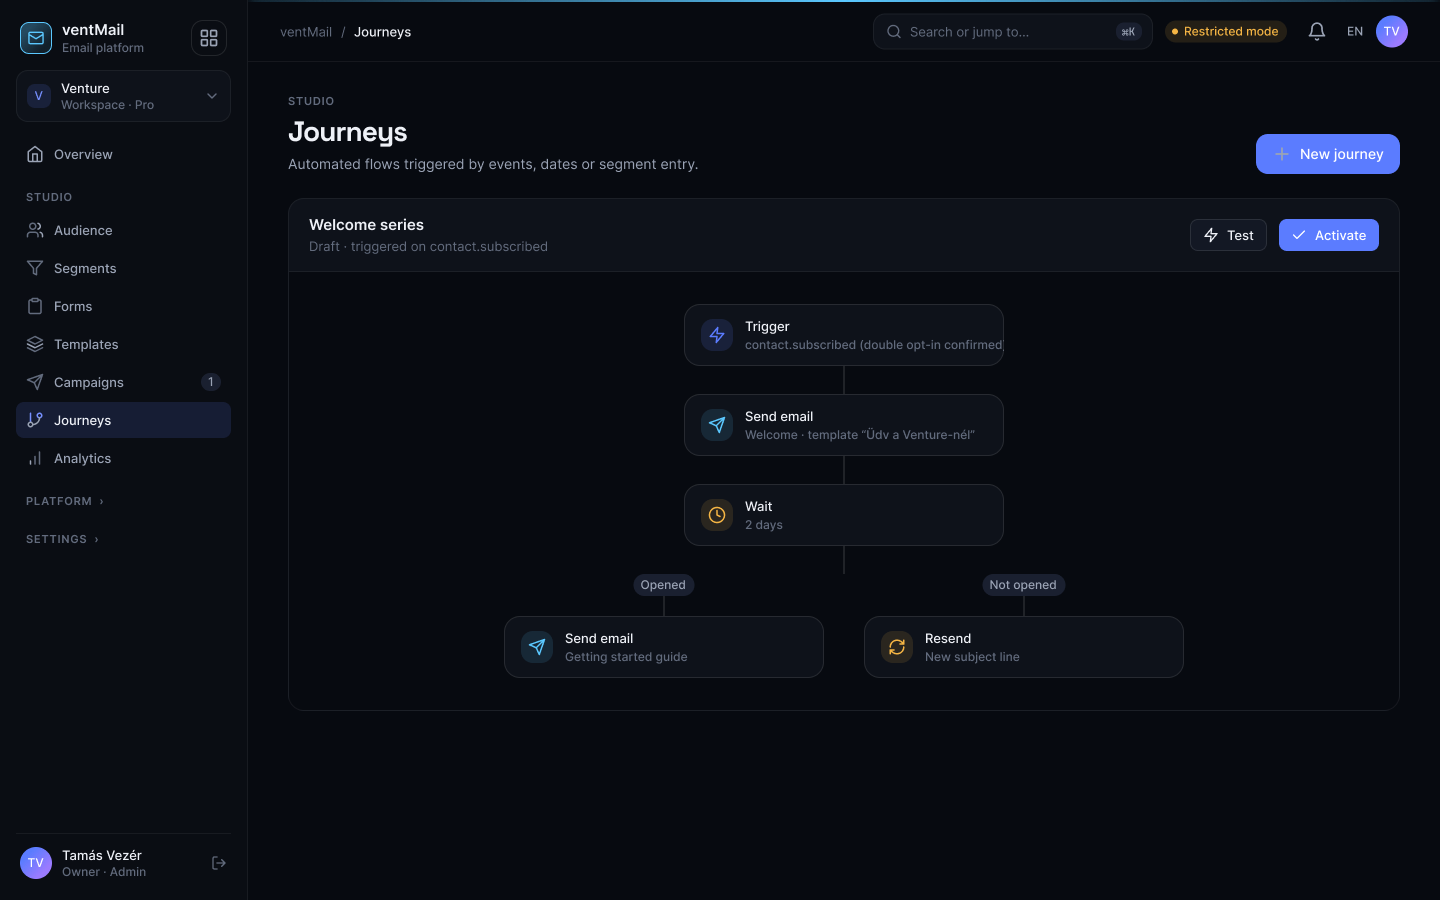 ventMail
Email platform
Venture
Workspace · Pro
Overview
STUDIO
Audience
Segments
Forms
Templates
Campaigns 1
Journeys
Analytics
PLATFORM ›
SETTINGS ›
TV
Tamás Vezér
Owner · Admin
ventMail / Journeys
Search or jump to... ⌘K
Restricted mode
EN
TV
STUDIO
Journeys
Automated flows triggered by events, dates or segment entry.
New journey
Welcome series
Draft · triggered on contact.subscribed
Test
Activate
Trigger
contact.subscribed (double opt-in confirmed)
Send email
Welcome · template “Üdv a Venture-nél”
Wait
2 days
Opened
Not opened
Send email
Getting started guide
Resend
New subject line